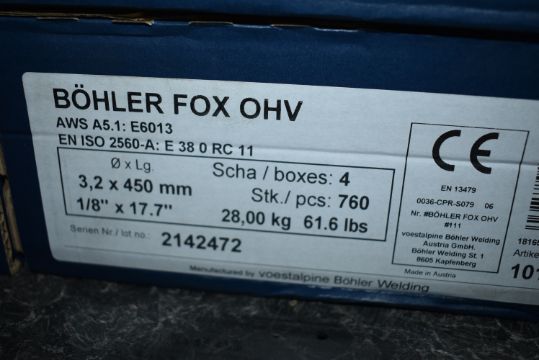 BÖHLER FOX OHV
AWS A5.1: E6013
EN ISO 2560-A: E 38 0 RC 11
Ø x Lg.
3,2 x 450 mm
1/8" x 17.7"
Scha / boxes: 4
Stk./ pcs: 760
28,00 kg 61.6 lbs
Serien Nr./ lot no.: 2142472
Manufactured by voestalpine Böhler Welding
CE
EN 13479
0036-CPR-S079 06
Nr. #BÖHLER FOX OHV
#111
voestalpine Böhler Welding
Austria GmbH.
Böhler Welding St. 1
8605 Kapfenberg
Made in Austria